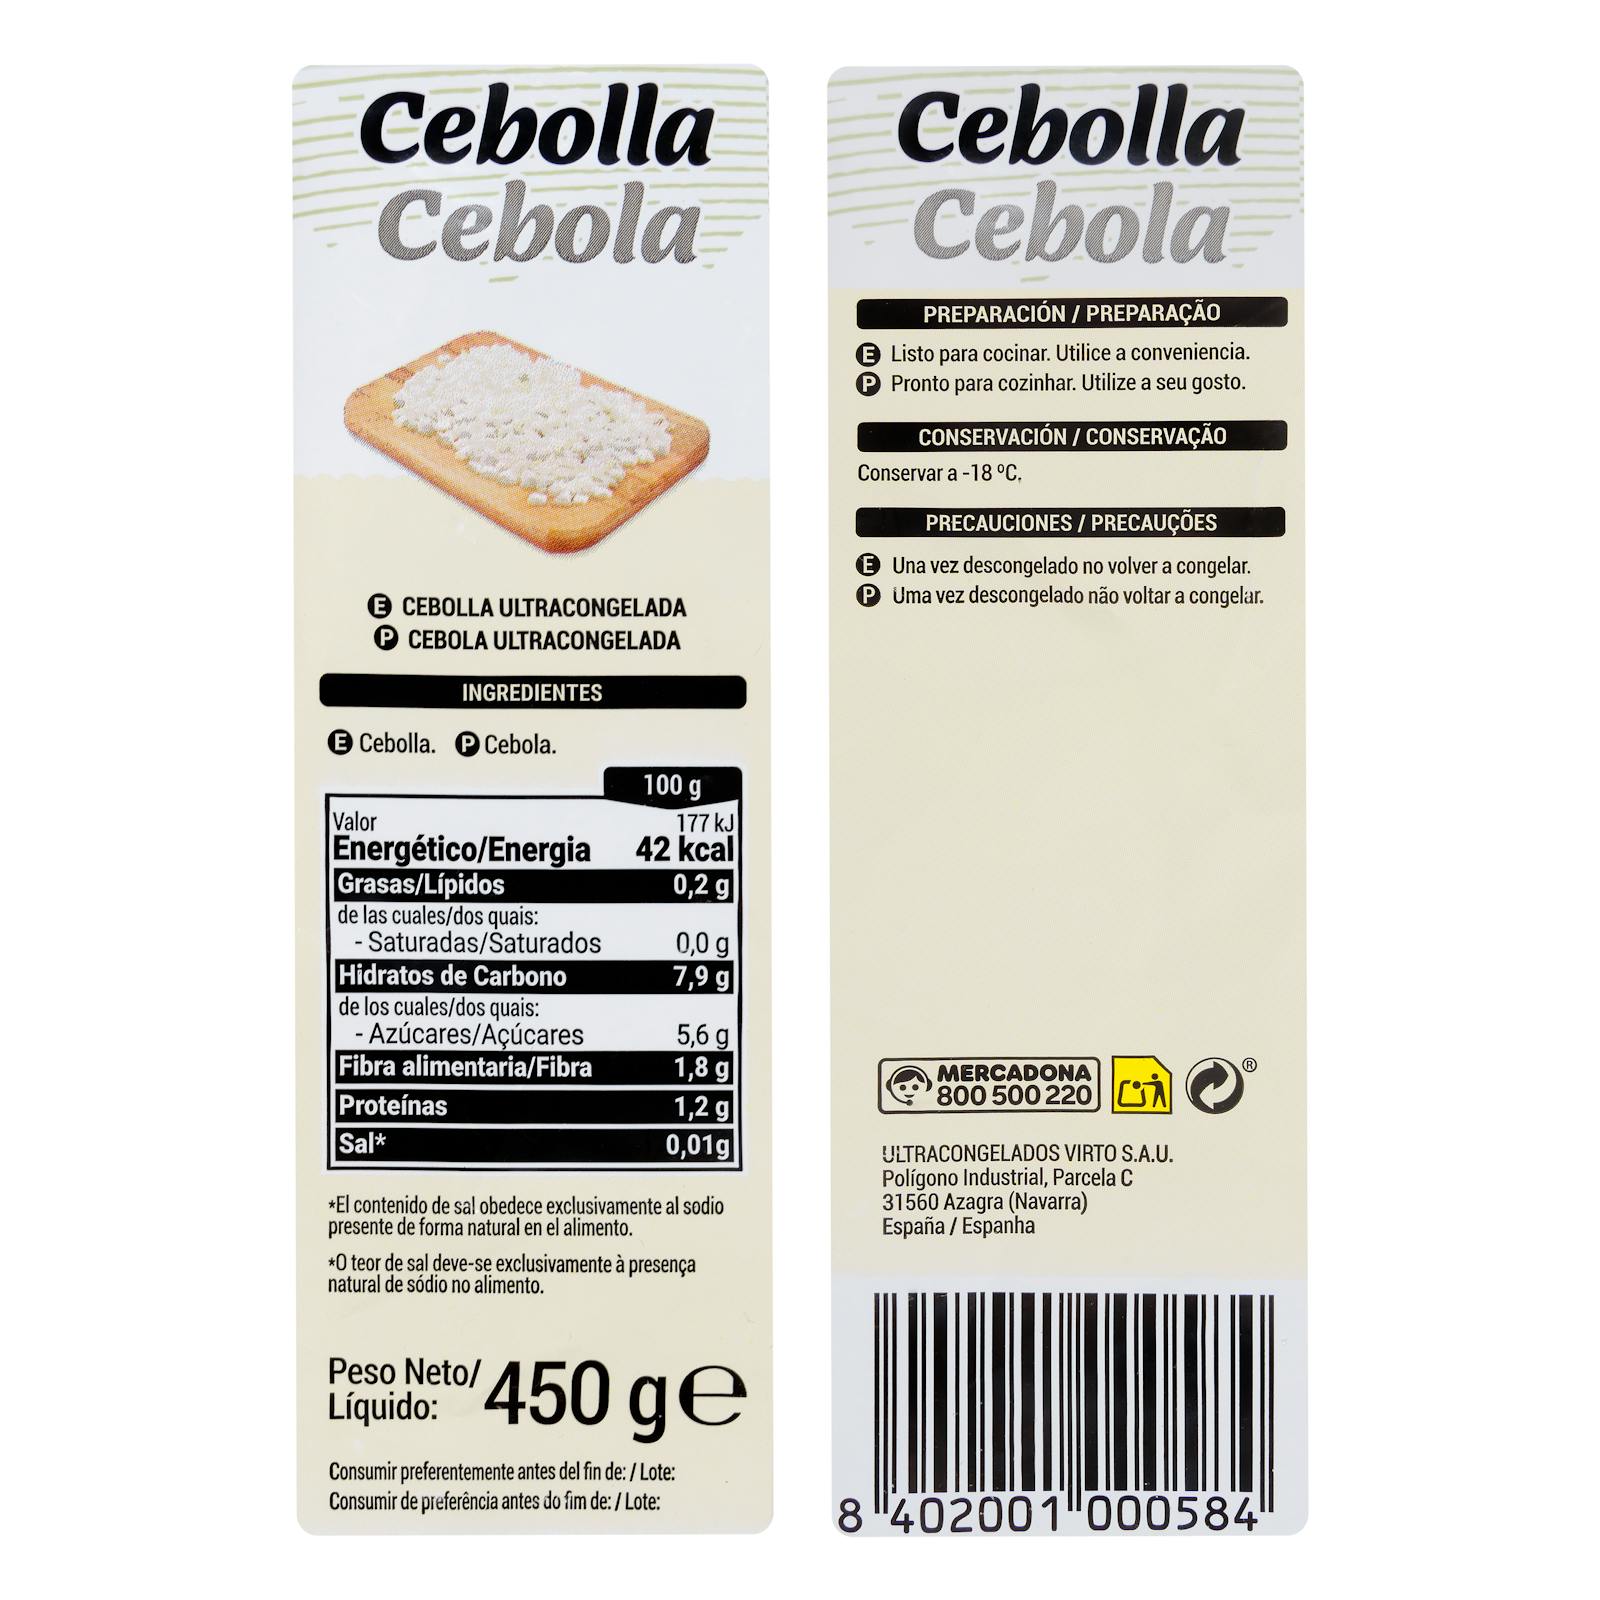 Cebolla
Cebola
E CEBOLLA ULTRACONGELADA
P CEBOLA ULTRACONGELADA
INGREDIENTES
E Cebolla. P Cebola.
100 g
Valor 177 kJ
Energético/Energia 42 kcal
Grasas/Lípidos 0,2 g
de las cuales/dos quais:
- Saturadas/Saturados 0,0 g
Hidratos de Carbono 7,9 g
de los cuales/dos quais:
- Azúcares/Açúcares 5,6 g
Fibra alimentaria/Fibra 1,8 g
Proteínas 1,2 g
Sal* 0,01g
*El contenido de sal obedece exclusivamente al sodio
presente de forma natural en el alimento.
*O teor de sal deve-se exclusivamente à presença
natural de sódio no alimento.
Peso Neto/
Líquido: 450 g e
Consumir preferentemente antes del fin de: / Lote:
Consumir de preferência antes do fim de: / Lote:
Cebolla
Cebola
PREPARACIÓN / PREPARAÇÃO
E Listo para cocinar. Utilice a conveniencia.
P Pronto para cozinhar. Utilize a seu gosto.
CONSERVACIÓN / CONSERVAÇÃO
Conservar a -18 ºC.
PRECAUCIONES / PRECAUÇÕES
E Una vez descongelado no volver a congelar.
P Uma vez descongelado não voltar a congelar.
MERCADONA
800 500 220
®
ULTRACONGELADOS VIRTO S.A.U.
Polígono Industrial, Parcela C
31560 Azagra (Navarra)
España / Espanha
8 402001 000584